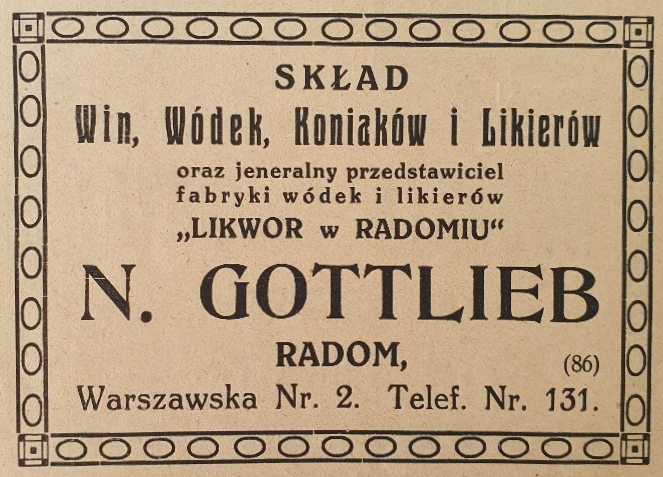 SKŁAD
Win, Wódek, Koniaków i Likierów
oraz jeneralny przedstawiciel
fabryki wódek i likierów
„LIKWOR w RADOMIU“
N. GOTTLIEB
RADOM,
(86)
Warszawska Nr. 2. Telef. Nr. 131.